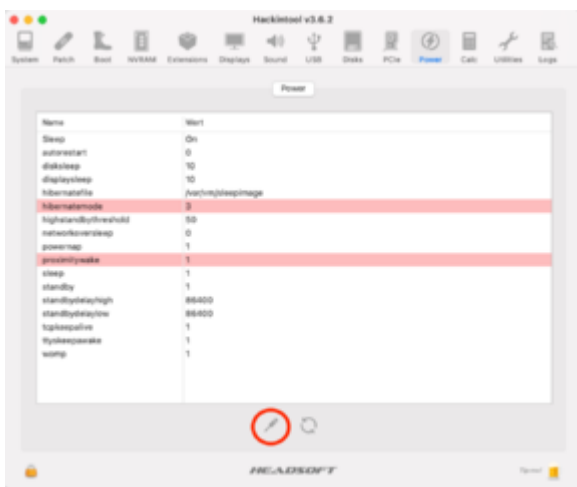 Hackintool v3.6.2
System Patch Boot NVRAM Extensions Displays Sound USB Disks PCIe Power Calc Utilities Logs
Power
Name Wert
Sleep On
autorestart 0
disksleep 10
displaysleep 10
hibernatefile /var/vm/sleepimage
hibernatemode 3
highstandbythreshold 50
networkoversleep 0
powernap 1
proximitywake 1
sleep 1
standby 1
standbydelayhigh 86400
standbydelaylow 86400
tcpkeepalive 1
ttyskeepawake 1
womp 1
HEADSOFT